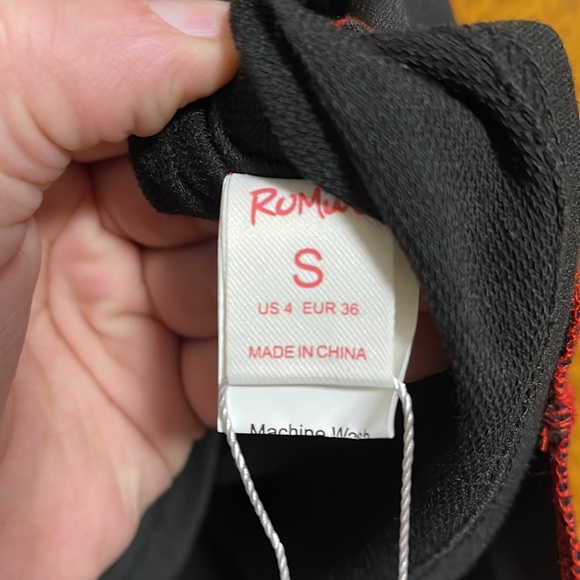 S
US 4 EUR 36
MADE IN CHINA
Machine Wash